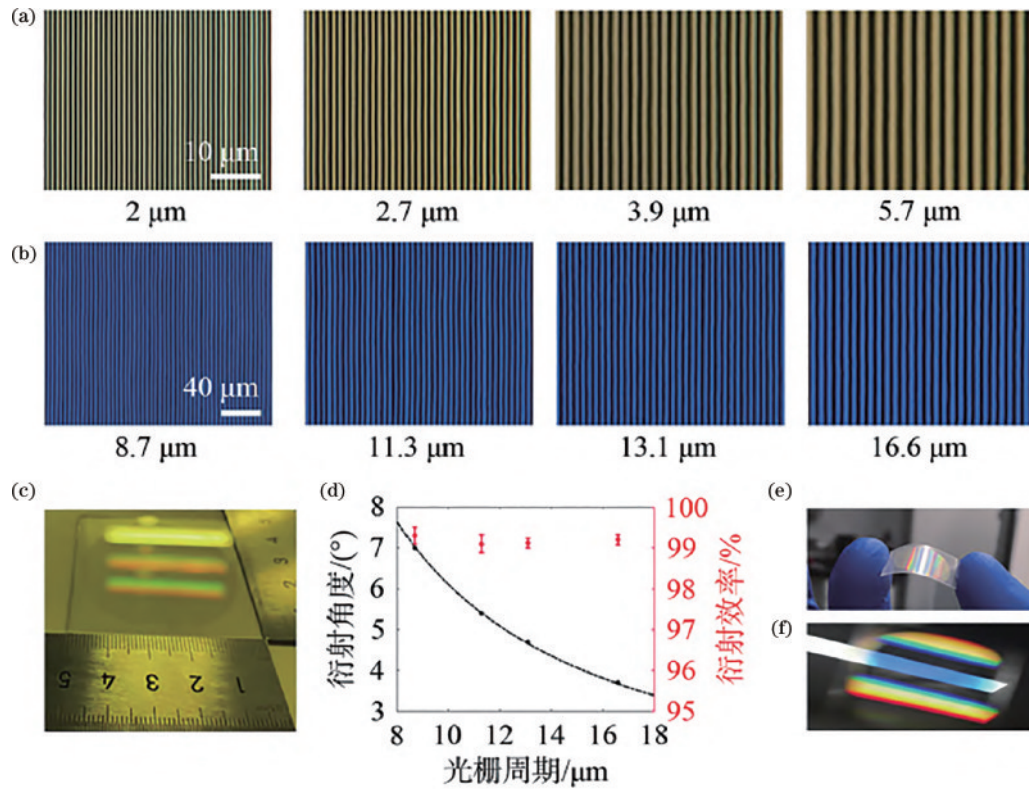 (a)
10 μm
2 μm
2.7 μm
3.9 μm
5.7 μm
(b)
40 μm
8.7 μm
11.3 μm
13.1 μm
16.6 μm
(c)
5 4 3 2 1
(d)
衍射角度/(°)
8
7
6
5
4
3
8 10 12 14 16 18
光栅周期/μm
100
99
98
97
96
95
衍射效率/%
(e)
(f)